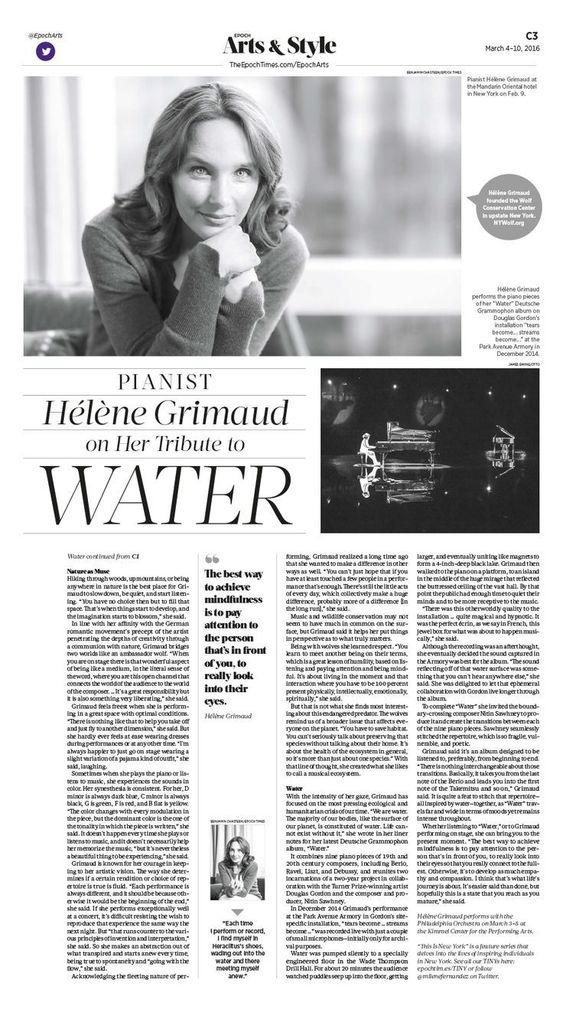 @EpochArts
EPOCH
Arts & Style
TheEpochTimes.com/EpochArts
C3
March 4–10, 2016
BENJAMIN CHASTEEN/EPOCH TIMES
Pianist Hélène Grimaud at
the Mandarin Oriental hotel
in New York on Feb. 9.
Hélène Grimaud
founded the Wolf
Conservation Center
in upstate New York.
NYWolf.org
Hélène Grimaud
performs the piano pieces
of her "Water" Deutsche
Grammophon album on
Douglas Gordon's
installation "tears
become... streams
become..." at the
Park Avenue Armory in
December 2014.
PIANIST
Hélène Grimaud
on Her Tribute to
WATER
Water continued from C1
Nature as Muse
Hiking through woods, up mountains, or being
anywhere in nature is the best place for Gri-
maud to slow down, be quiet, and start listen-
ing. "You have no choice then but to fill that
space. That's when things start to develop, and
the imagination starts to blossom," she said.
In line with her affinity with the German
romantic movement's precept of the artist
penetrating the depths of creativity through
a communion with nature, Grimaud bridges
two worlds like an ambassador wolf. "When
you are on stage there is that wonderful aspect
of being like a medium, in the literal sense of
the word, where you are this open channel that
connects the world of the audience to the world
of the composer. ... It's a great responsibility but
it is also something very liberating," she said.
Grimaud feels freest when she is perform-
ing in a great space with optimal conditions.
"There is nothing like that to help you take off
and just fly to another dimension," she said. But
she hardly ever feels at ease wearing dresses
during performances or at any other time. "I'm
always happier to just go on stage wearing a
slight variation of a pajama kind of outfit," she
said, laughing.
Sometimes when she plays the piano or lis-
tens to music, she experiences the sounds in
color. Her synesthesia is consistent. For her, D
minor is always dark blue, C minor is always
black, G is green, F is red, and B flat is yellow.
"The color changes with every modulation in
the piece, but the dominant color is the one of
the tonality in which the piece is written," she
said. It doesn't happen every time she plays or
listens to music, and it doesn't necessarily help
her memorize the music, "but it's nevertheless
a beautiful thing to be experiencing," she said.
Grimaud is known for her courage in keep-
ing to her artistic vision. The way she deter-
mines if a certain rendition or choice of rep-
ertoire is true is fluid. "Each performance is
always different, and it should be because oth-
erwise it would be the beginning of the end,"
she said. If she performs exceptionally well
at a concert, it's difficult resisting the wish to
reproduce that experience the same way the
next night. But "that runs counter to the vari-
ous principles of invention and interpretation,"
she said. So she makes an abstraction out of
what transpired and starts anew every time,
being true to spontaneity and "going with the
flow," she said.
Acknowledging the fleeting nature of per-
The best way
to achieve
mindfulness
is to pay
attention to
the person
that's in front
of you, to
really look
into their
eyes.
Hélène Grimaud
BENJAMIN CHASTEEN/EPOCH TIMES
"Each time
I perform or record,
I find myself in
Heraclitus's shoes,
wading out into the
water and there
meeting myself
anew."
forming, Grimaud realized a long time ago
that she wanted to make a difference in other
ways as well. "You can't just hope that if you
have at least touched a few people in a perfor-
mance that's enough. There's still the little acts
of every day, which collectively make a huge
difference, probably more of a difference [in
the long run]," she said.
Music and wildlife conservation may not
seem to have much in common on the sur-
face, but Grimaud said it helps her put things
in perspective as to what truly matters.
Being with wolves she learned respect. "You
learn to meet another being on their terms,
which is a great lesson of humility, based on lis-
tening and paying attention and being mind-
ful. It's about living in the moment and that
interaction where you have to be 100 percent
present physically, intellectually, emotionally,
spiritually," she said.
But that is not what she finds most interest-
ing about this endangered predator. The wolves
remind us of a broader issue that affects eve-
ryone on the planet. "You have to save habitat.
You can't seriously talk about preserving that
species without talking about their home. It's
about the health of the ecosystem in general,
so it's more than just about one species." With
that line of thought, she created what she likes
to call a musical ecosystem.
Water
With the intensity of her gaze, Grimaud has
focused on the most pressing ecological and
humanitarian crisis of our time. "We are water.
The majority of our bodies, like the surface of
our planet, is constituted of water. Life can-
not exist without it," she wrote in her liner
notes for her latest Deutsche Grammophon
album, "Water."
It combines nine piano pieces of 19th and
20th century composers, including Berio,
Ravel, Liszt, and Debussy, and reunites two
incarnations of a two-year project in collab-
oration with the Turner Prize-winning artist
Douglas Gordon and the composer and pro-
ducer, Nitin Sawhney.
In December 2014 Grimaud's performance
at the Park Avenue Armory in Gordon's site-
specific installation, "tears become ... streams
become ..." was recorded live with just a couple
of small microphones—initially only for archi-
val purposes.
Water was pumped silently to a specially
engineered floor in the Wade Thompson
Drill Hall. For about 20 minutes the audience
watched puddles seep up into the floor, getting
larger, and eventually uniting like magnets to
form a 4-inch-deep black lake. Grimaud then
walked to the piano on a platform, to an island
in the middle of the huge mirage that reflected
the buttressed ceiling of the vast hall. By that
point the public had enough time to quiet their
minds and to be more receptive to the music.
"There was this otherworldly quality to the
installation ... quite magical and hypnotic. It
was the perfect écrin, as we say in French, this
jewel box for what was about to happen musi-
cally," she said.
Although the recording was an afterthought,
she eventually decided the sound captured in
the Armory was best for the album. "The sound
reflecting off of that water surface was some-
thing that you can't hear anywhere else," she
said. She was delighted to let that ephemeral
collaboration with Gordon live longer through
the album.
To complete "Water" she invited the bound-
ary-crossing composer Nitin Sawhney to pro-
duce it and create the transitions between each
of the nine piano pieces. Sawhney seamlessly
stitched the repertoire, which is so fragile, vul-
nerable, and poetic.
Grimaud said it's an album designed to be
listened to, preferably, from beginning to end.
"There is nothing interchangeable about those
transitions. Basically, it takes you from the last
note of the Berio and leads you into the first
note of the Takemitsu and so on," Grimaud
said. It is quite a feat to stitch that repertoire—
all inspired by water—together, as "Water" trav-
els far and wide in terms of moods yet remains
intense throughout.
Whether listening to "Water," or to Grimaud
performing on stage, she can bring you to the
present moment. "The best way to achieve
mindfulness is to pay attention to the per-
son that's in front of you, to really look into
their eyes so that you really connect to the full-
est. Otherwise, it's to develop as much empa-
thy and compassion. I think that's what life's
journey is about. It's easier said than done, but
hopefully this is a state that you reach as you
mature," she said.
Hélène Grimaud performs with the
Philadelphia Orchestra on March 3–5 at
the Kimmel Center for the Performing Arts.
"This Is New York" is a feature series that
delves into the lives of inspiring individuals
in New York. See all our TINYs here:
epochtim.es/TINY or follow
@milenefernandez on Twitter.